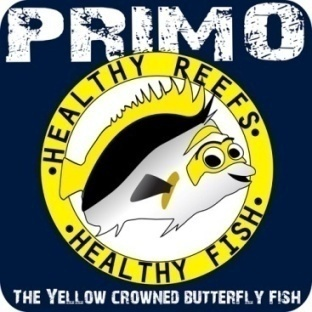 PRIMO
·HEALTHY REEFS·
·HEALTHY FISH·
THE YELLOW CROWNED BUTTERFLY FISH